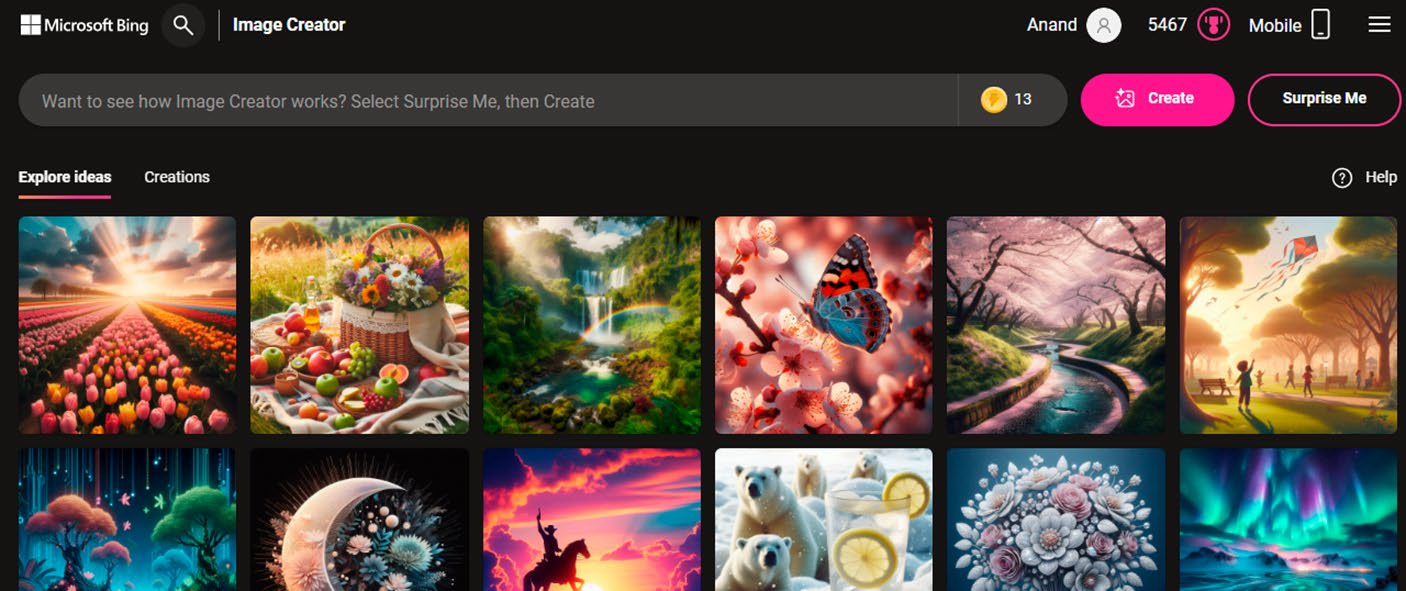 Microsoft Bing Image Creator Anand 5467 Mobile
Want to see how Image Creator works? Select Surprise Me, then Create 13 Create Surprise Me
Explore ideas Creations Help